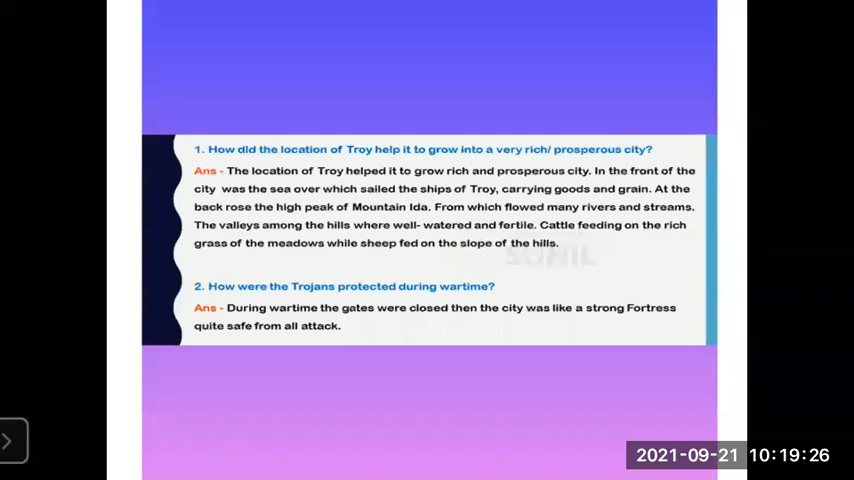 1. How did the location of Troy help it to grow into a very rich/ prosperous city?
Ans - The location of Troy helped it to grow rich and prosperous city. In the front of the
city was the sea over which sailed the ships of Troy, carrying goods and grain. At the
back rose the high peak of Mountain Ida. From which flowed many rivers and streams.
The valleys among the hills where well- watered and fertile. Cattle feeding on the rich
grass of the meadows while sheep fed on the slope of the hills.
SUNIL
2. How were the Trojans protected during wartime?
Ans - During wartime the gates were closed then the city was like a strong Fortress
quite safe from all attack.
2021-09-21 10:19:26